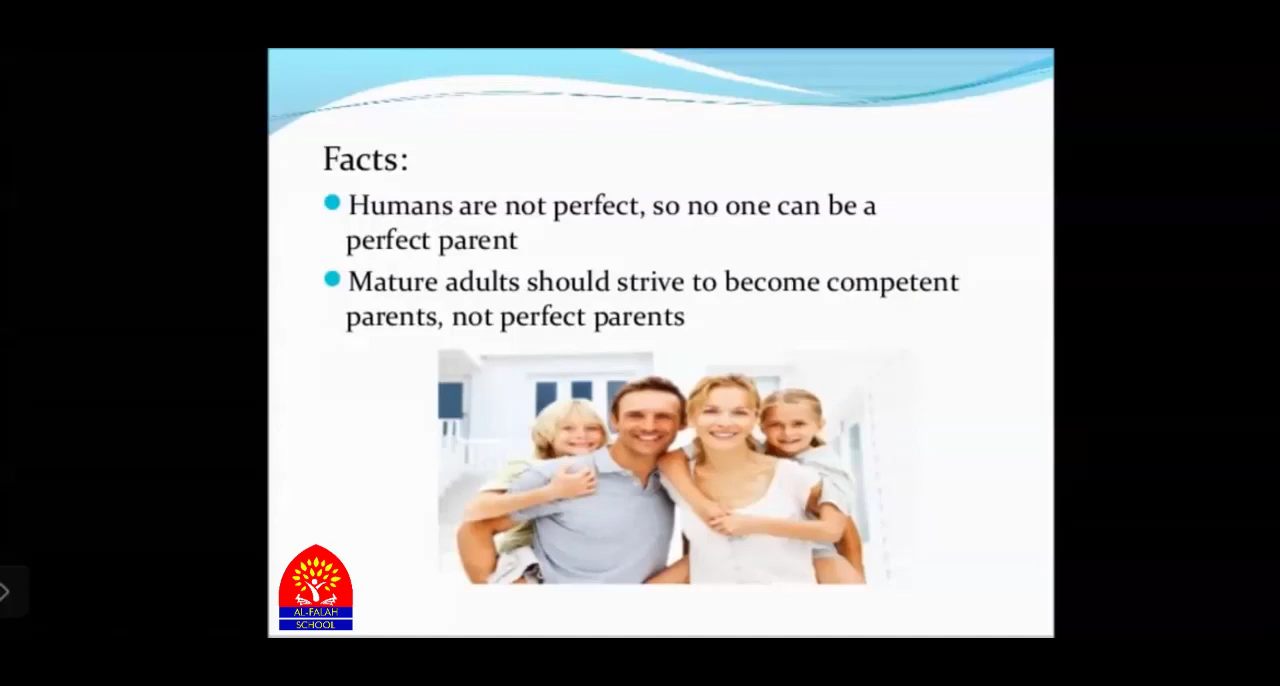 Facts:
Humans are not perfect, so no one can be a
perfect parent
Mature adults should strive to become competent
parents, not perfect parents
AL-FALAH
SCHOOL